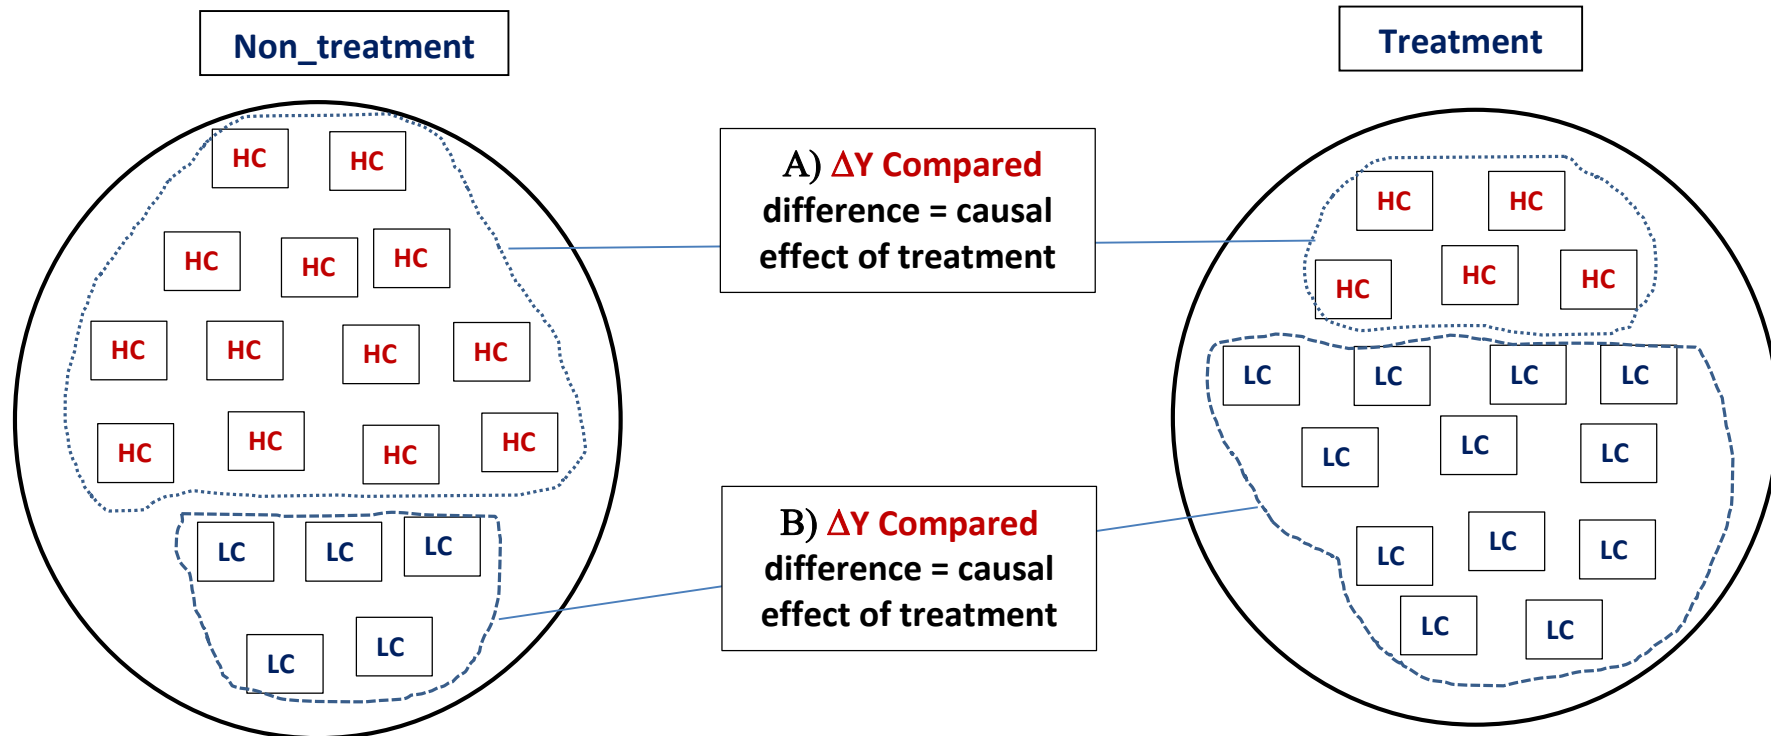 Non_treatment
Treatment
HC HC
HC HC HC
HC HC HC HC
HC HC HC HC
LC LC LC
LC LC
A) ΔY Compared
difference = causal
effect of treatment
B) ΔY Compared
difference = causal
effect of treatment
HC HC
HC HC HC
LC LC LC LC
LC LC LC
LC LC LC
LC LC